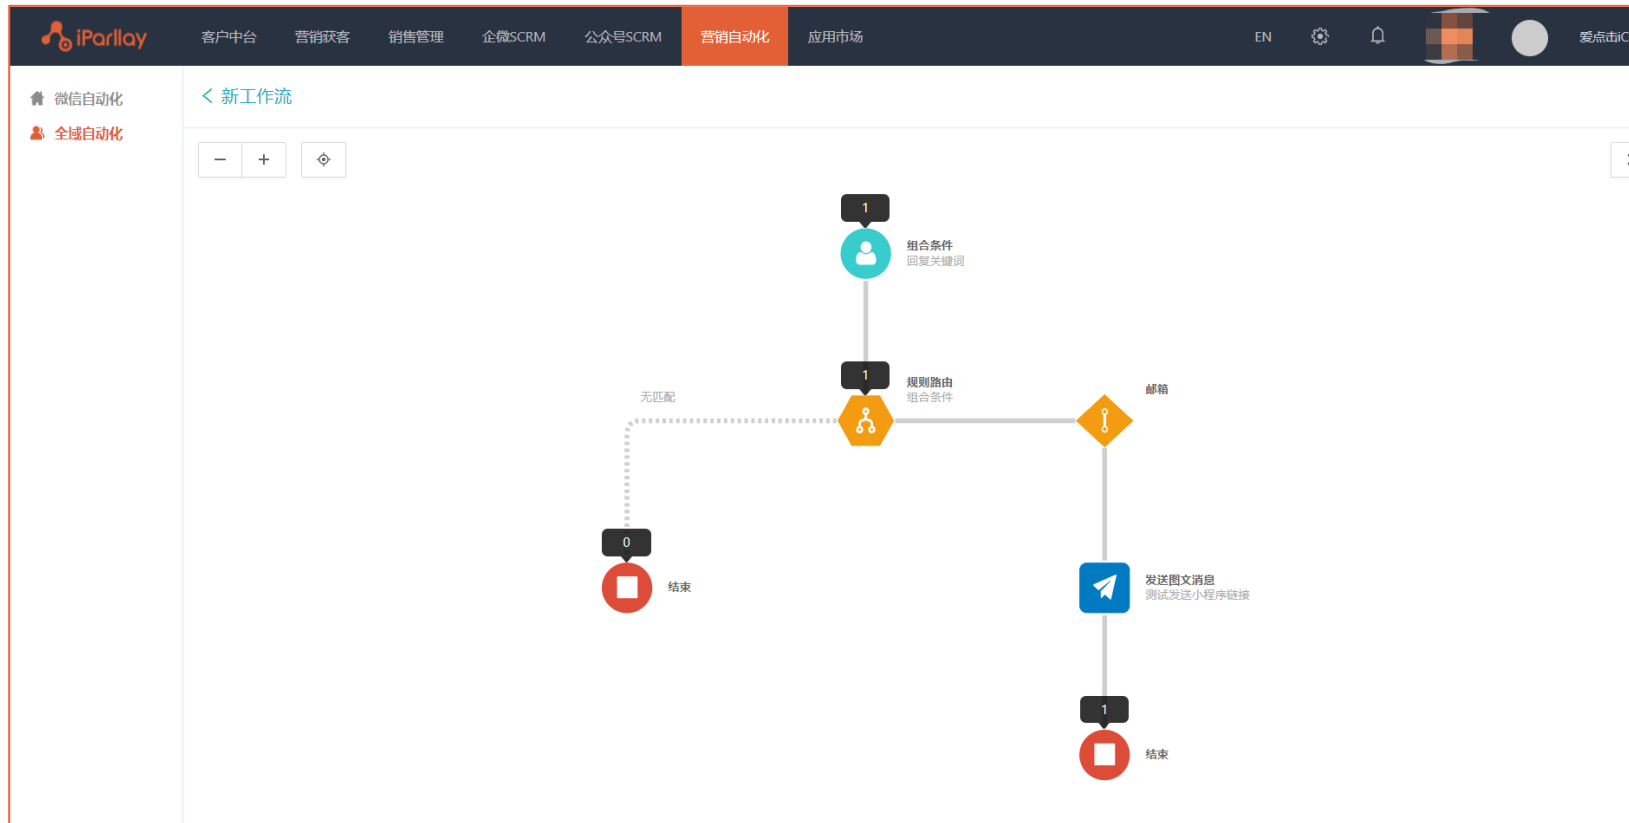 iParllay
客户中台 营销获客 销售管理 企微SCRM 公众号SCRM 营销自动化 应用市场 EN 爱点击iC
微信自动化
全域自动化
新工作流
1
组合条件
回复关键词
1
规则路由
组合条件
无匹配
邮箱
0
结束
发送图文消息
测试发送小程序链接
1
结束